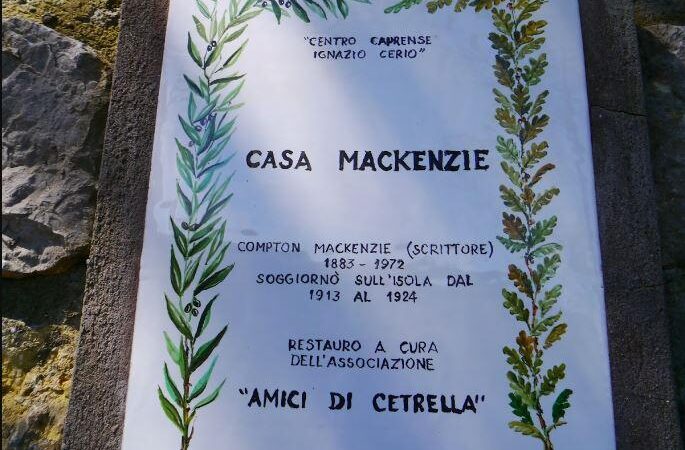 "CENTRO CAPRENSE
IGNAZIO CERIO"
CASA MACKENZIE
COMPTON MACKENZIE (SCRITTORE)
1883 - 1972
SOGGIORNÒ SULL'ISOLA DAL
1913 AL 1924
RESTAURO A CURA
DELL'ASSOCIAZIONE
"AMICI DI CETRELLA"